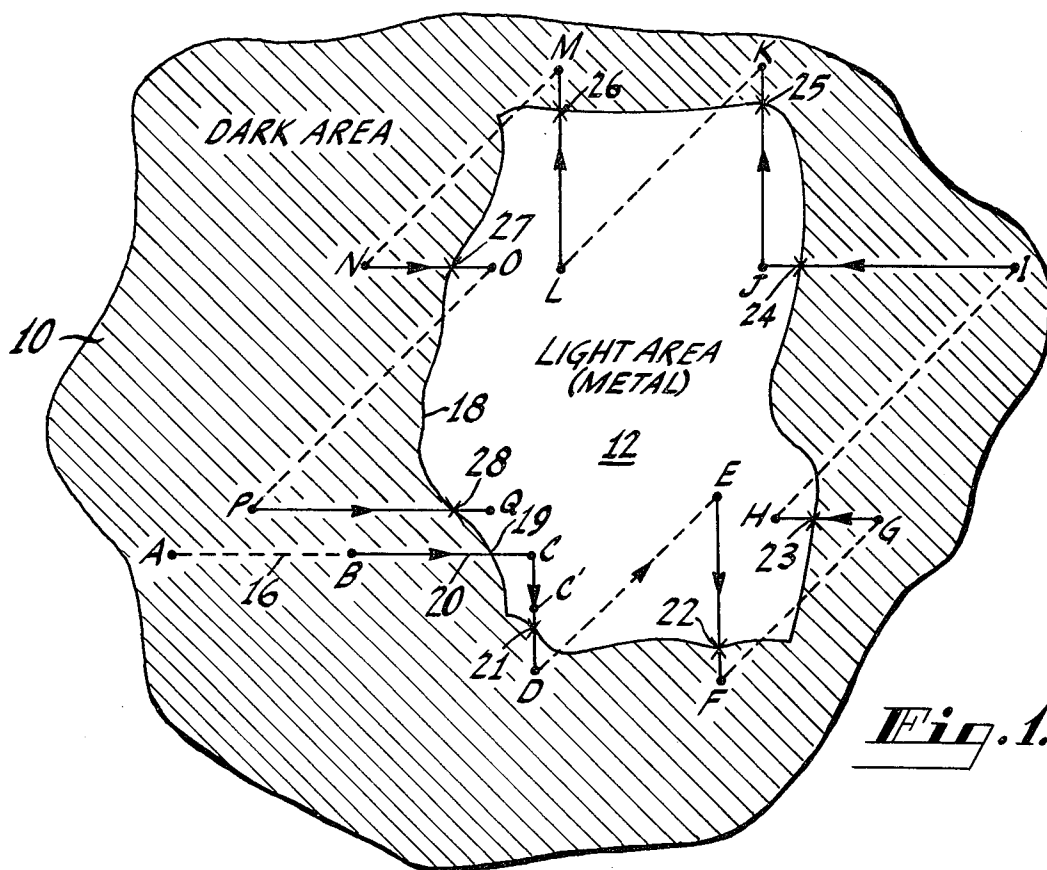 M
K
26
25
DARK AREA
27
N
O
L
J
I
24
10
LIGHT AREA
(METAL)
18
12
28
E
P
Q
19
H
G
A
B
C
23
16
20
C'
22
21
D
F
Fig. 1.